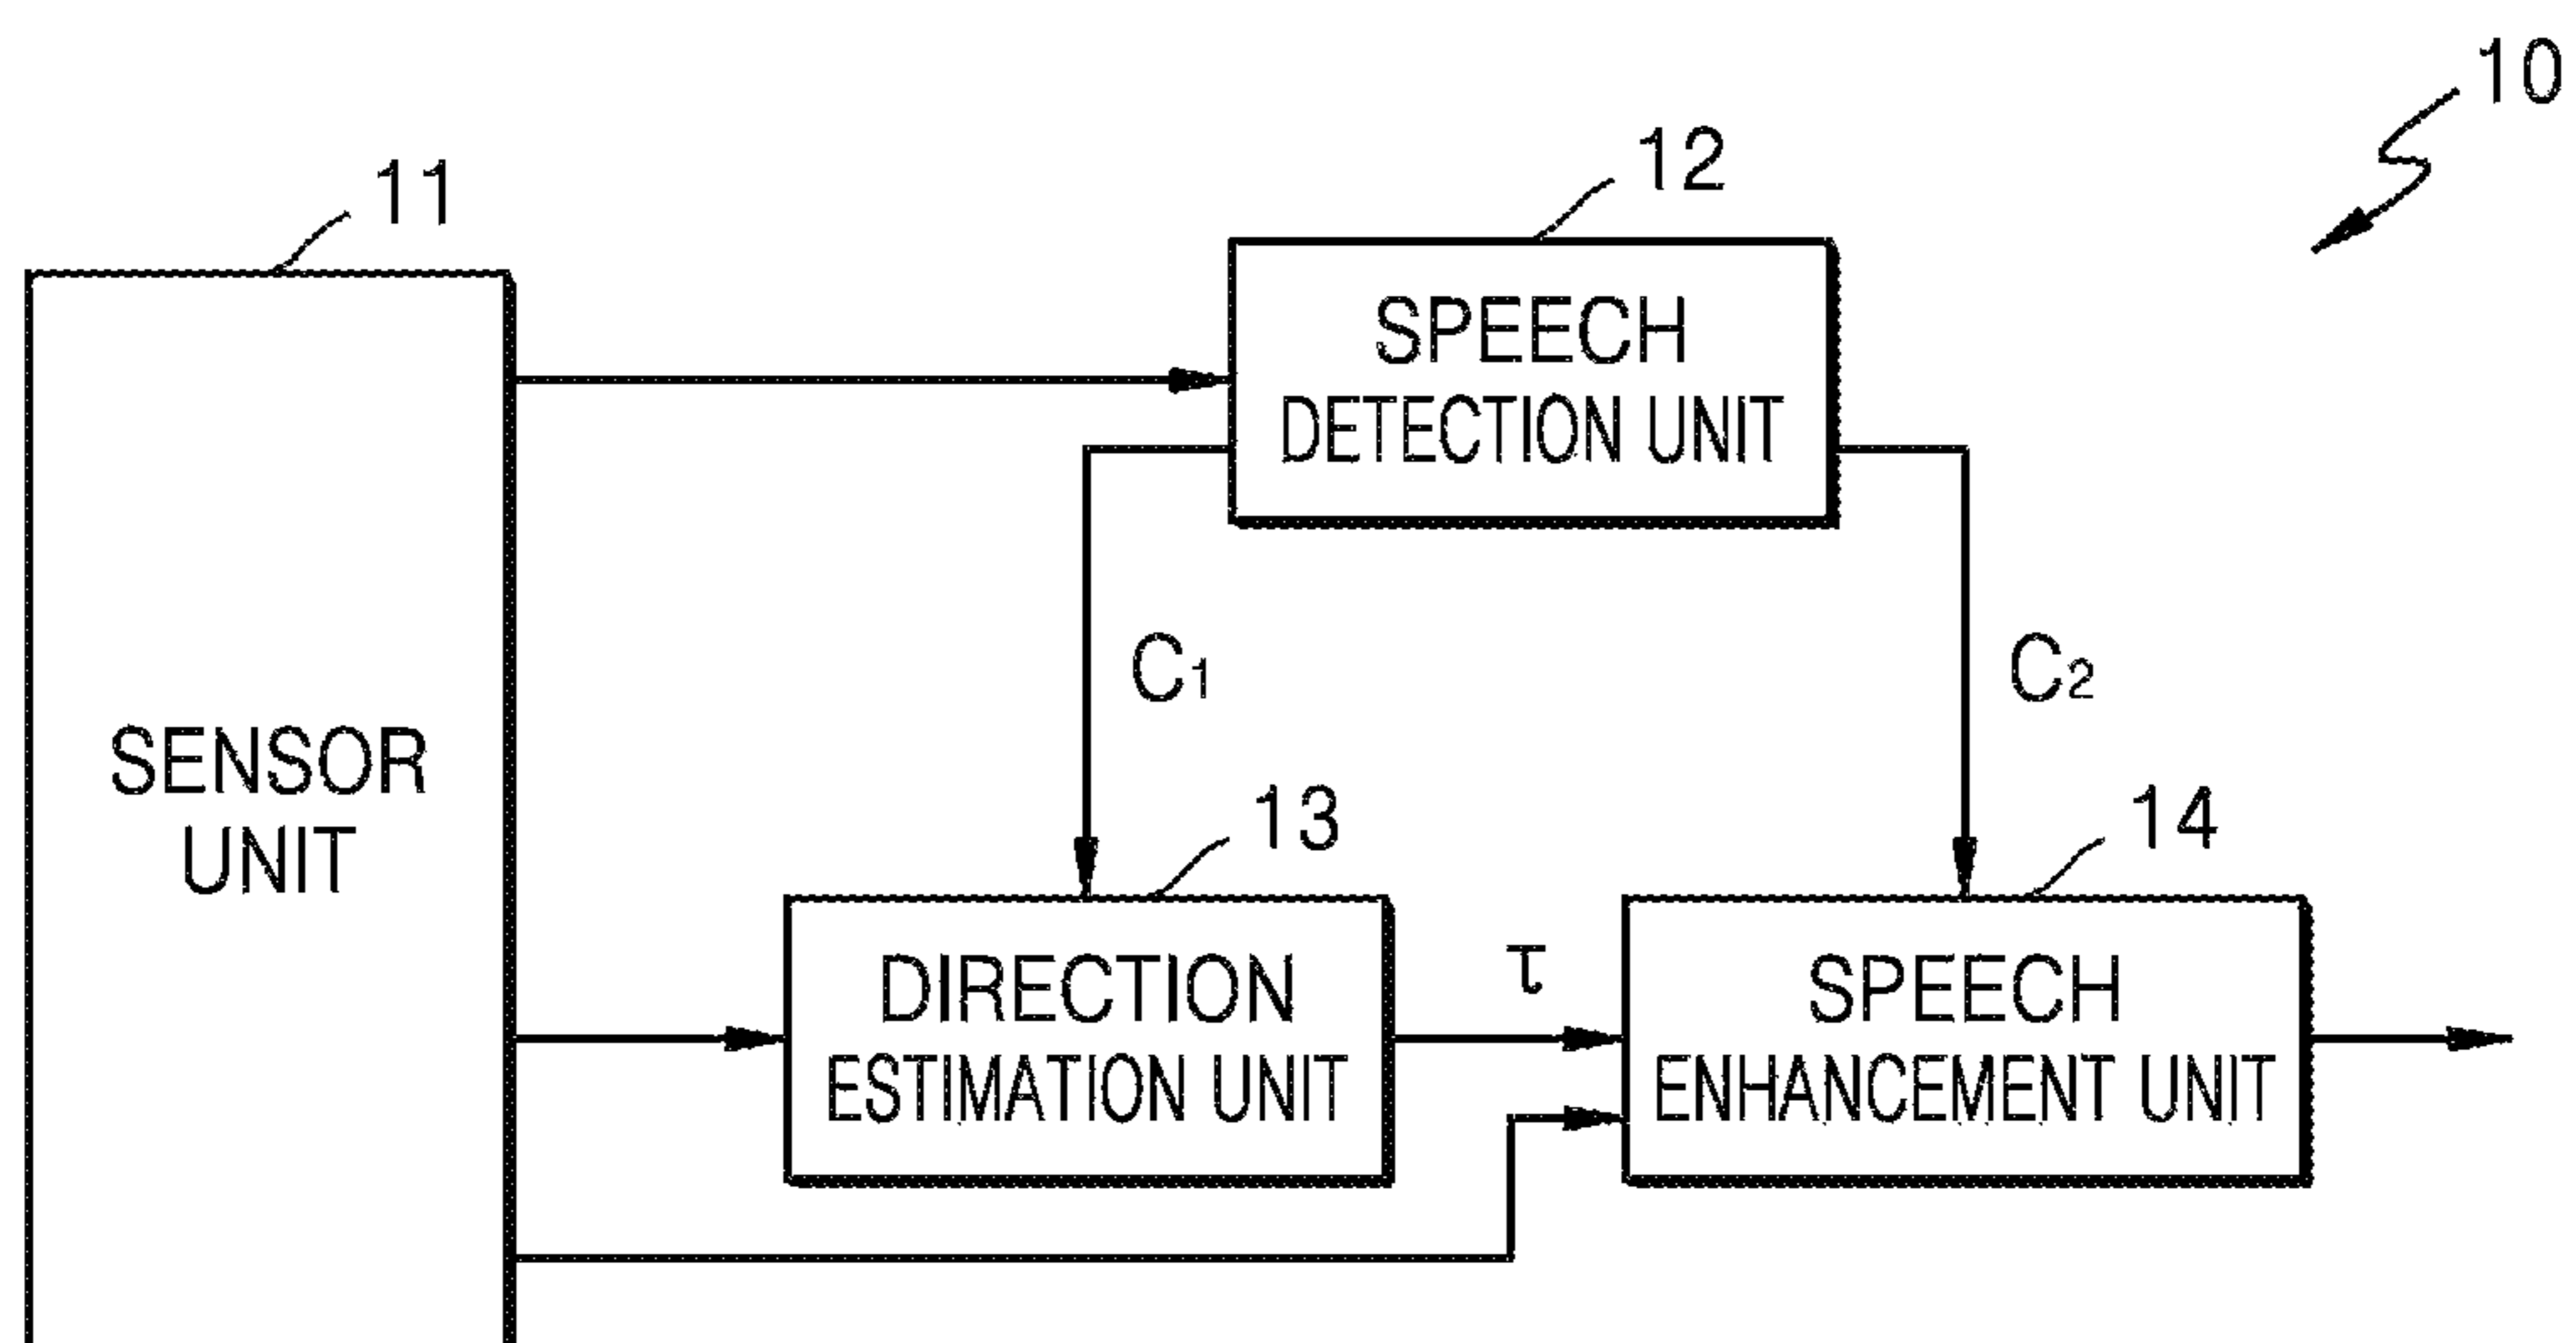 10
12
11
SPEECH
DETECTION UNIT
C1
C2
SENSOR
UNIT
13
14
DIRECTION
ESTIMATION UNIT
τ
SPEECH
ENHANCEMENT UNIT